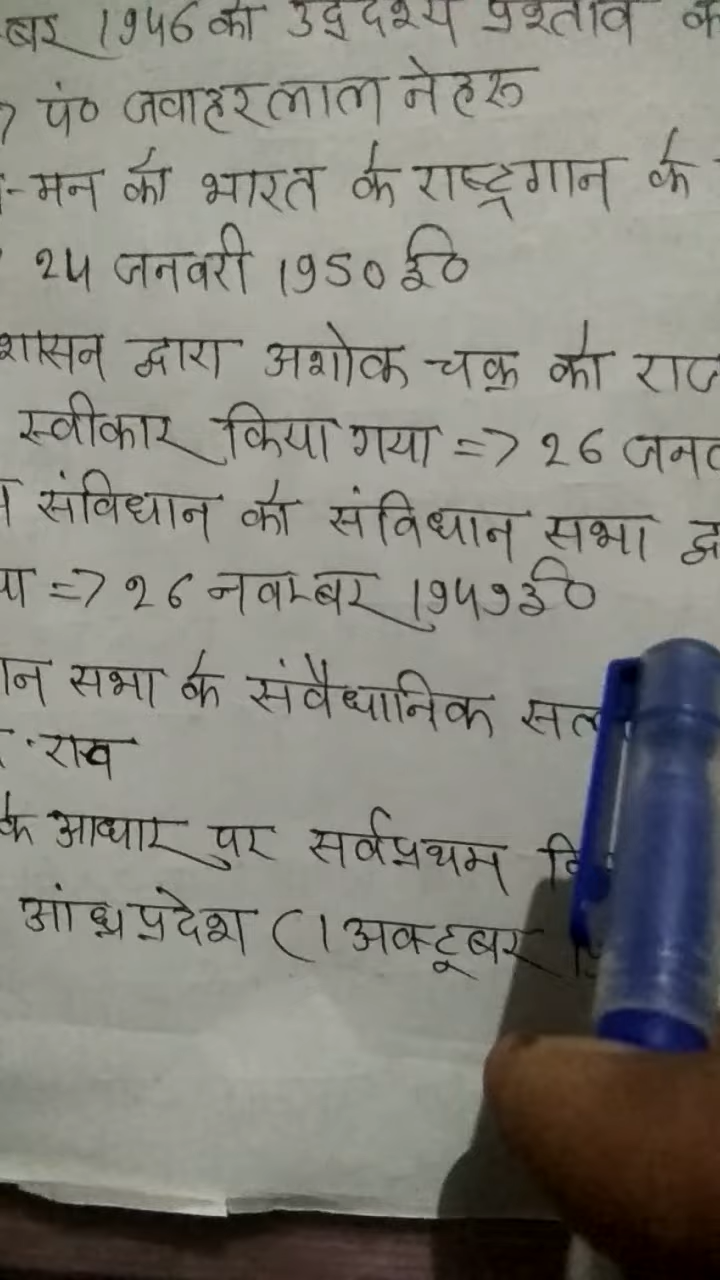 बर 1946 को उद्देश्य प्रस्ताव
पं० जवाहरलाल नेहरू
-मन को भारत के राष्ट्रगान के
24 जनवरी 1950 ई०
शासन द्वारा अशोक चक्र को राज
स्वीकार किया गया => 26 जनव
संविधान को संविधान सभा द्व
या => 26 नवम्बर 1949 ई०
ान सभा के संवैधानिक सल
राव
के आधार पर सर्वप्रथम
आंध्रप्रदेश (1 अक्टूबर